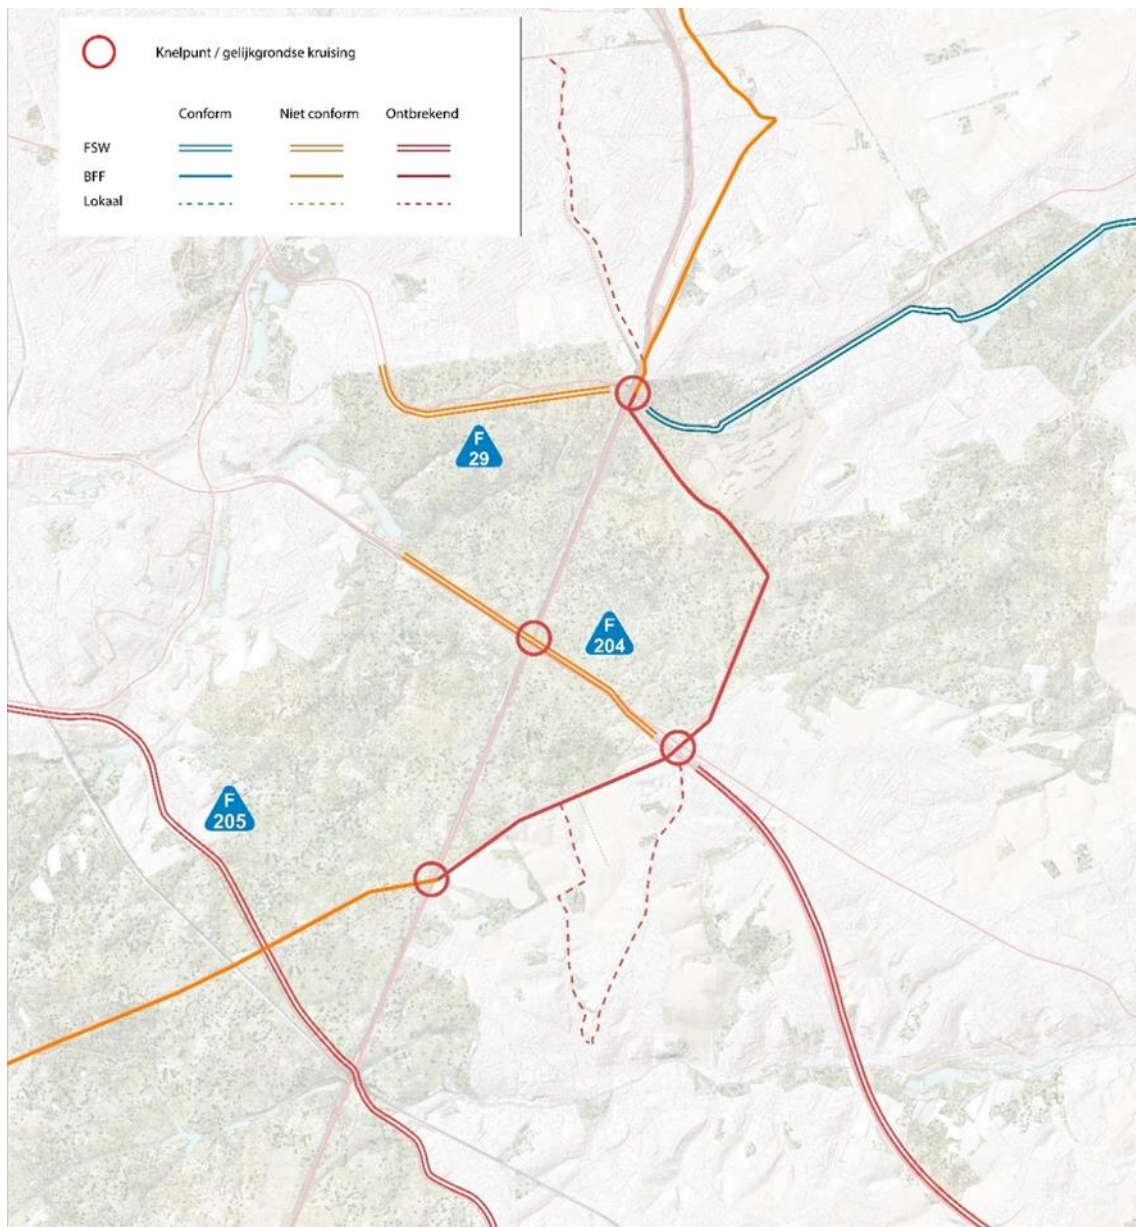 Knelpunt / gelijkgrondse kruising
Conform Niet conform Ontbrekend
FSW
BFF
Lokaal
F
29
F
204
F
205